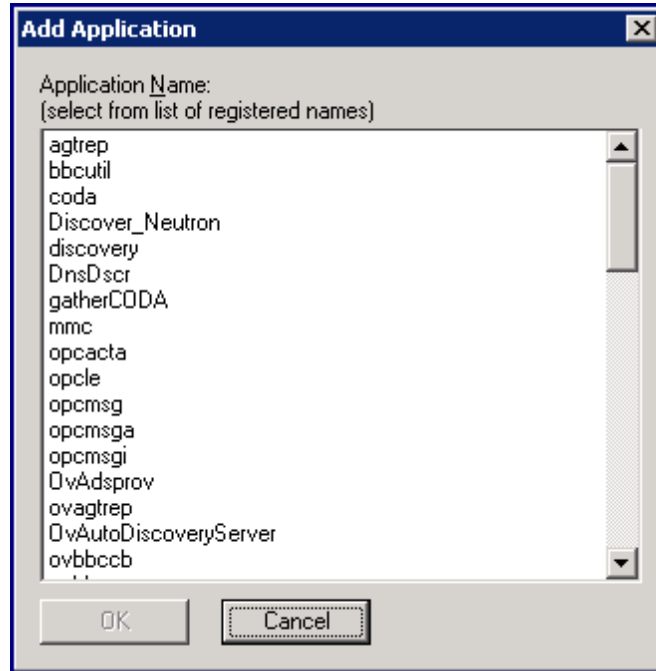 Add Application
Application Name:
(select from list of registered names)
agtrep
bbcutil
coda
Discover_Neutron
discovery
DnsDscr
gatherCODA
mmc
opcacta
opcle
opcmsg
opcmsga
opcmsgi
OvAdsprov
ovagtrep
OvAutoDiscoveryServer
ovbbccb
OK
Cancel